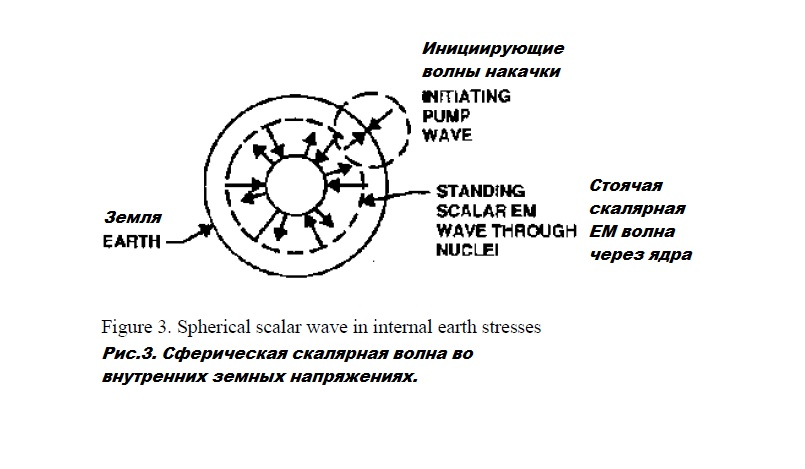 Инициирующие
волны накачки
INITIATING
PUMP
WAVE
STANDING
SCALAR EM
WAVE THROUGH
NUCLEI
Стоячая
скалярная
ЕМ волна
через ядра
Земля
EARTH
Figure 3. Spherical scalar wave in internal earth stresses
Рис.3. Сферическая скалярная волна во
внутренних земных напряжениях.